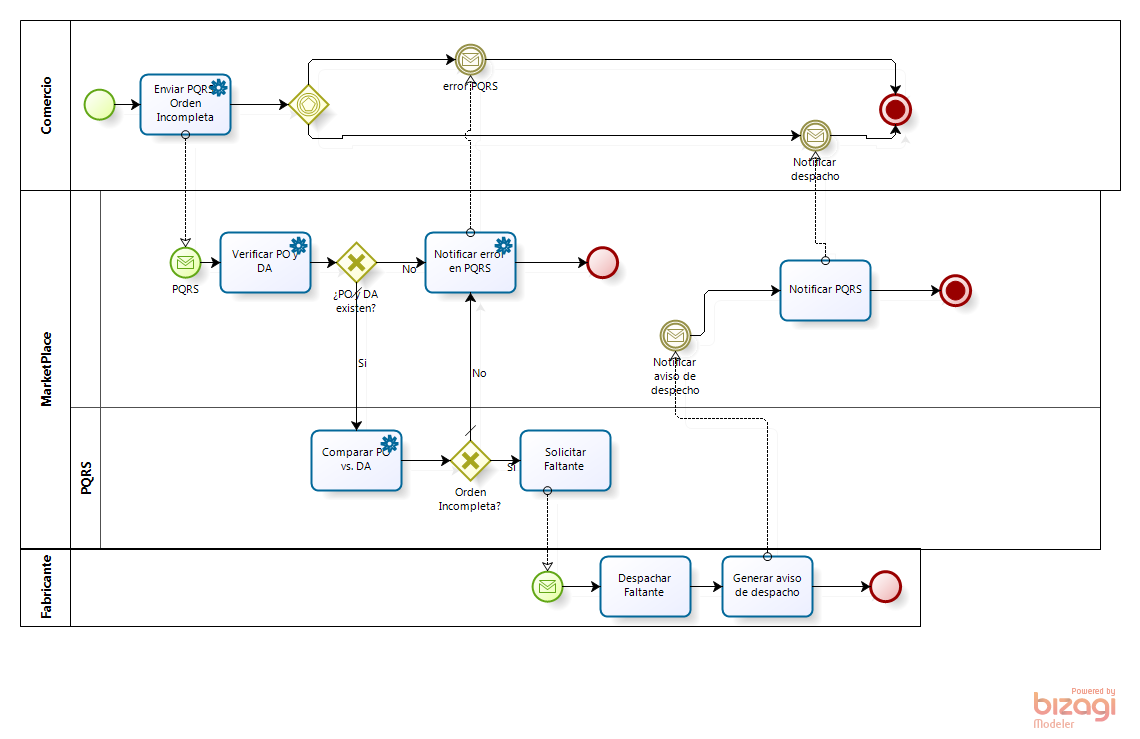 Comercio
Enviar PQRS
Orden
Incompleta
error PQRS
Notificar
despacho
MarketPlace
PQRS
Verificar PO y
DA
¿PO y DA
existen?
No
Notificar error
en PQRS
Si
No
Notificar
aviso de
despecho
Notificar PQRS
PQRS
Comparar PO
vs. DA
Orden
Incompleta?
Si
Solicitar
Faltante
Fabricante
Despachar
Faltante
Generar aviso
de despacho
Powered by
bizagi
Modeler